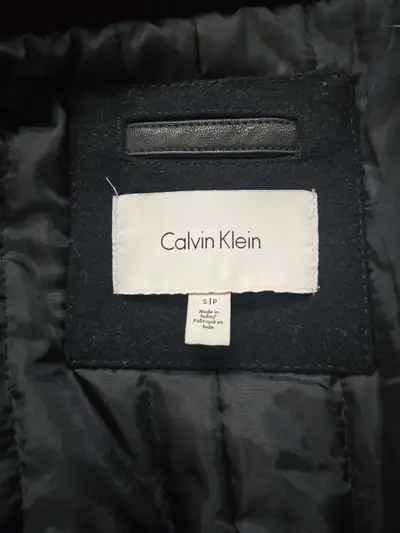 Calvin Klein
S|P
Made in
India/
Fabriqué en
Inde